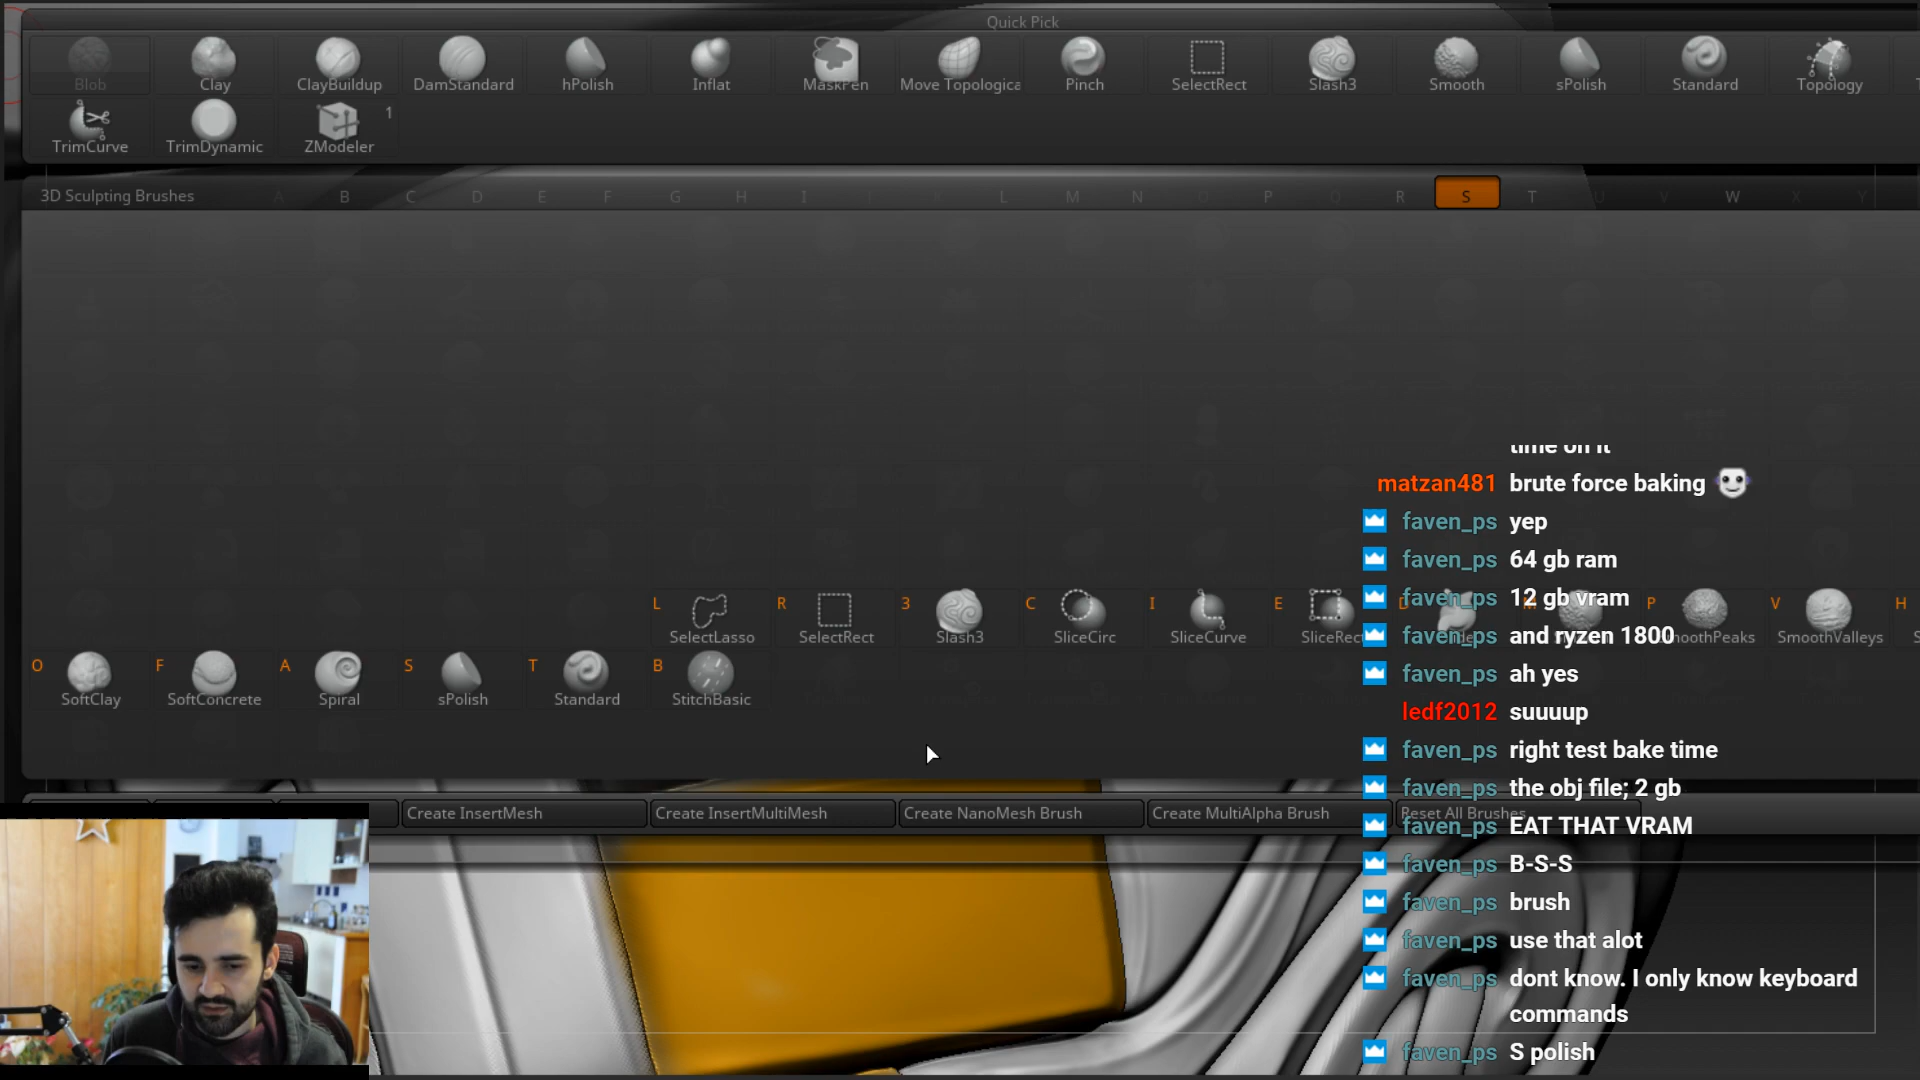 Quick Pick
Blob Clay ClayBuildup DamStandard hPolish Inflat MaskPen Move Topologica Pinch SelectRect Slash3 Smooth sPolish Standard Topology
1
TrimCurve TrimDynamic ZModeler
3D Sculpting Brushes A B C D E F G H I L M N O P Q R S T U V W X Y
time on it
matzan481 brute force baking
faven_ps yep
faven_ps 64 gb ram
L R 3 C I E P V H
faven_ps 12 gb vram
SelectLasso SelectRect Slash3 SliceCirc SliceCurve SliceRect SmoothValleys
faven_ps and ryzen 1800
O F A S T B
faven_ps ah yes
SoftClay SoftConcrete Spiral sPolish Standard StitchBasic
ledf2012 suuuup
faven_ps right test bake time
faven_ps the obj file; 2 gb
Create InsertMesh Create InsertMultiMesh Create NanoMesh Brush Create MultiAlpha Brush Reset All Brushes
faven_ps EAT THAT VRAM
faven_ps B-S-S
faven_ps brush
faven_ps use that alot
faven_ps dont know. I only know keyboard
commands
faven_ps S polish